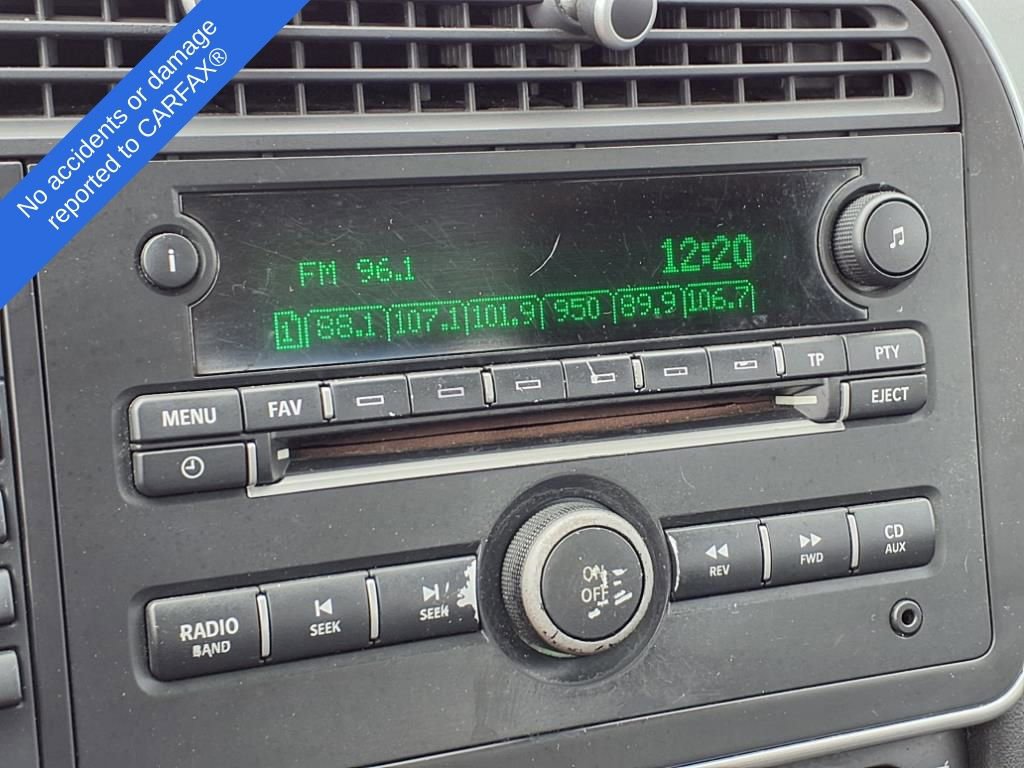 No accidents or damage
reported to CARFAX®
i
FM 96.1 12:20
1 88.1 107.1 101.9 950 89.9 106.7
MENU FAV TP PTY
EJECT
RADIO
BAND
SEEK
SEEK
ON
OFF
REV
FWD
CD
AUX